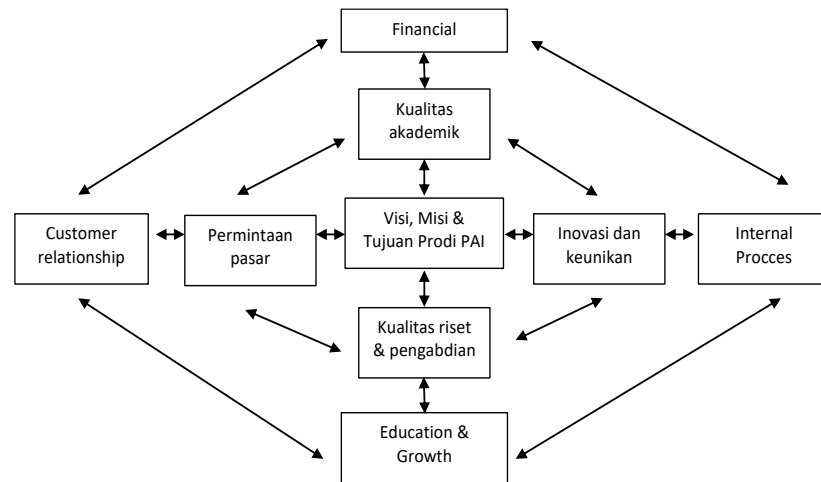 Financial
Kualitas
akademik
Customer
relationship
Permintaan
pasar
Visi, Misi &
Tujuan Prodi PAI
Inovasi dan
keunikan
Internal
Procces
Kualitas riset
& pengabdian
Education &
Growth